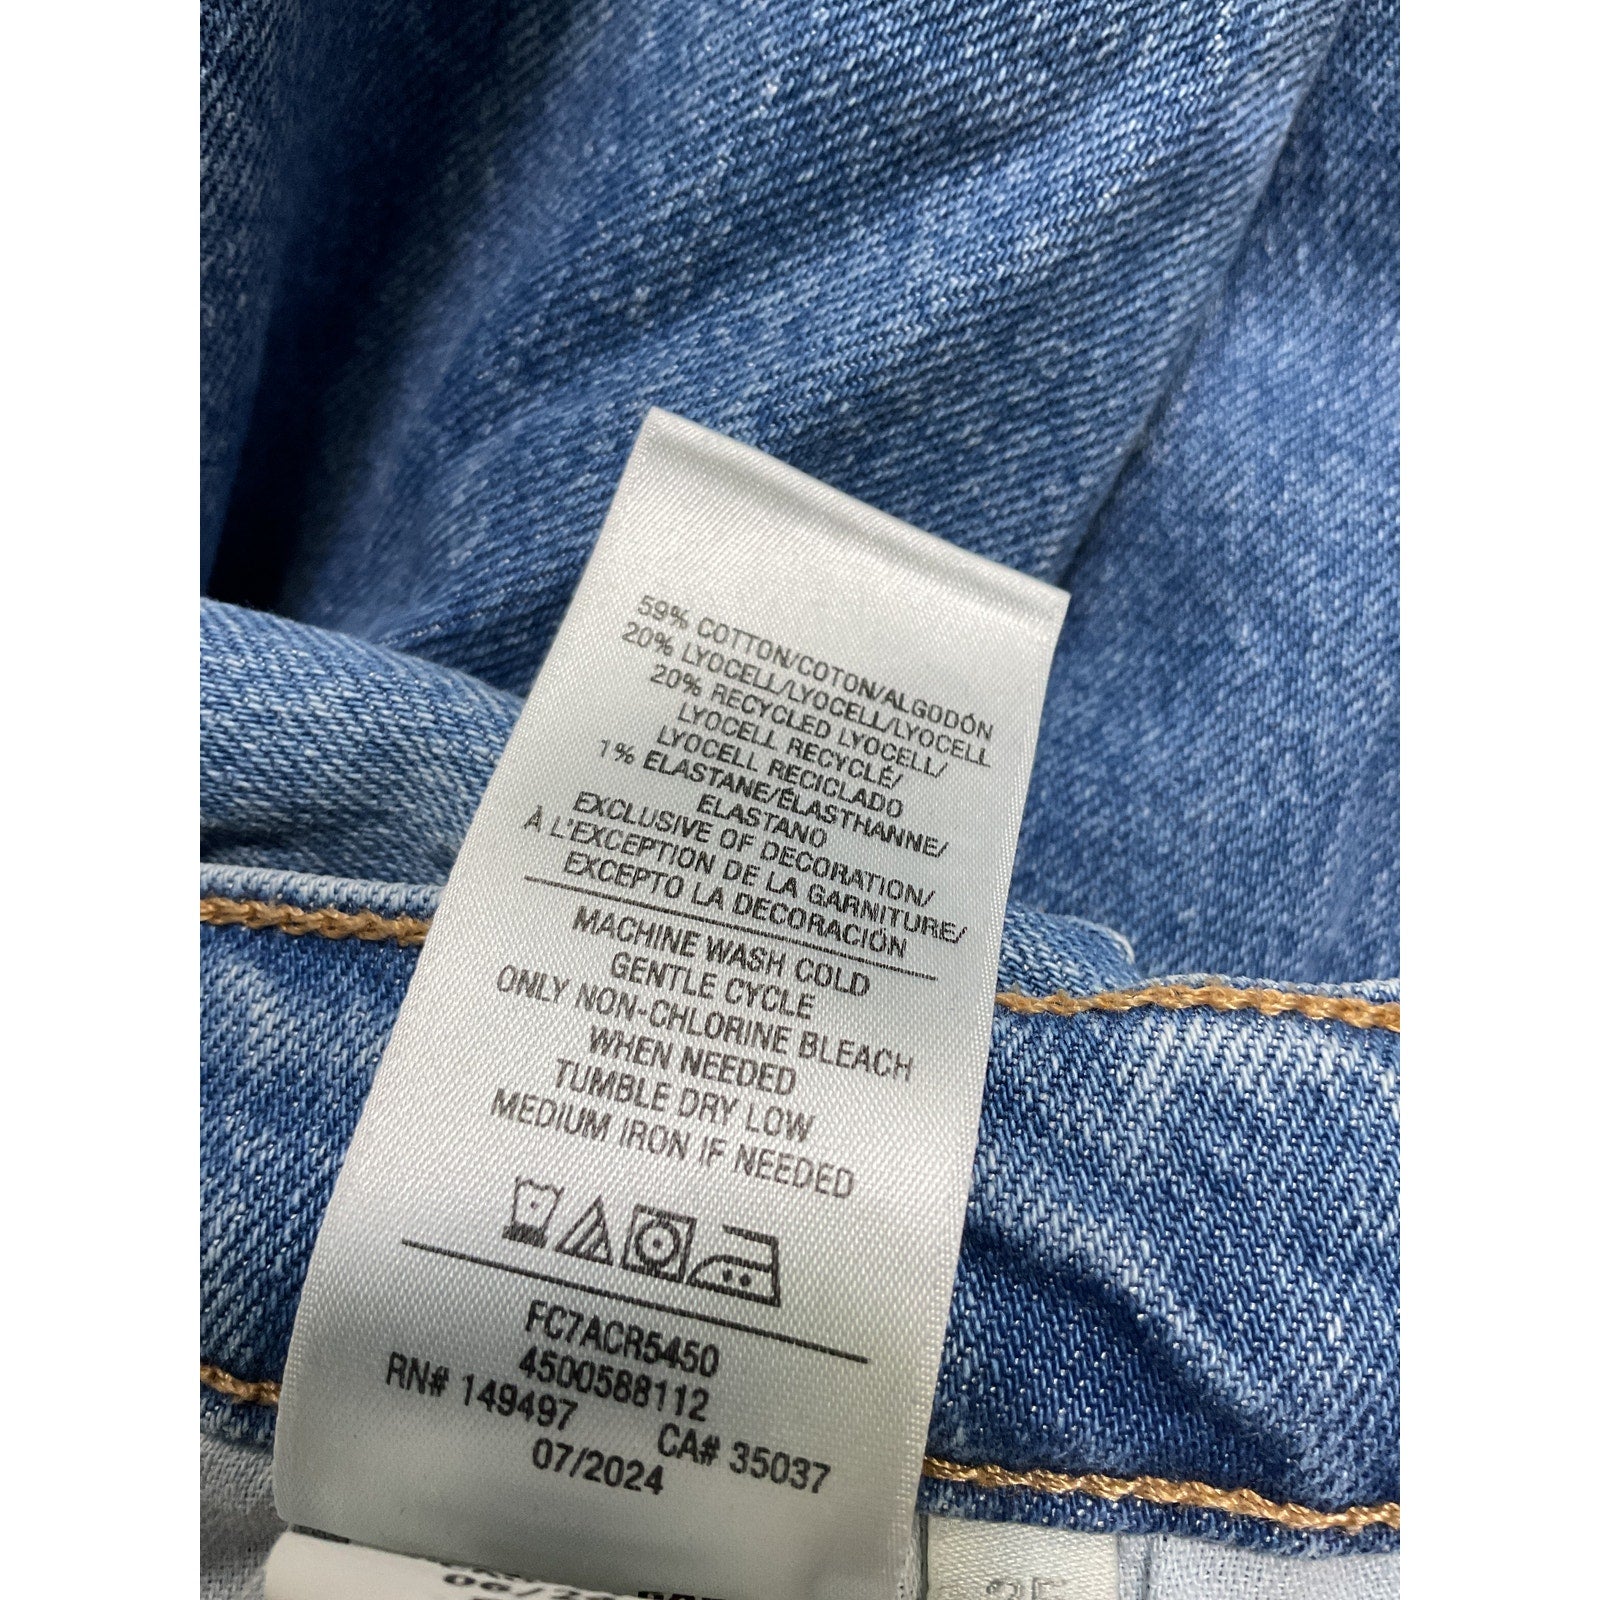 59% COTTON/COTON/ALGODÓN
20% LYOCELL/LYOCELL/LYOCELL
20% RECYCLED LYOCELL/
LYOCELL RECYCLÉ/
LYOCELL RECICLADO
1% ELASTANE/ÉLASTHANNE/
ELASTANO
EXCLUSIVE OF DECORATION/
À L'EXCEPTION DE LA GARNITURE/
EXCEPTO LA DECORACIÓN
MACHINE WASH COLD
GENTLE CYCLE
ONLY NON-CHLORINE BLEACH
WHEN NEEDED
TUMBLE DRY LOW
MEDIUM IRON IF NEEDED
FC7ACR5450
4500588112
RN# 149497 CA# 35037
07/2024